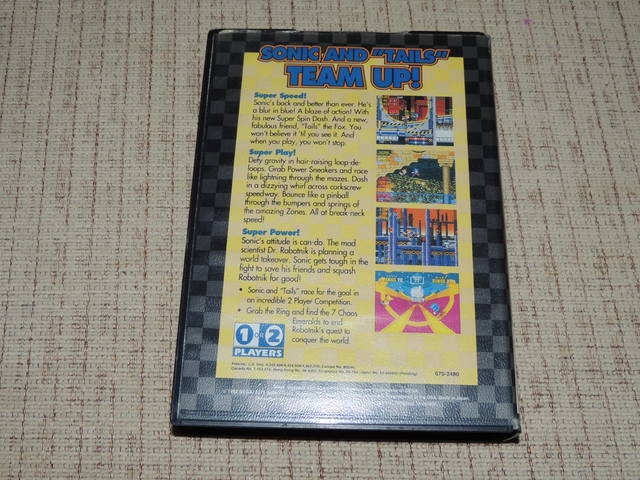 SONIC AND "TAILS"
TEAM UP!
Super Speed!
Sonic's back and better than ever. He's
a blur in blue! A blaze of action! With
his new Super Spin Dash. And a new,
fabulous friend, "Tails" the Fox. You
won't believe it 'til you see it. And
when you play, you won't stop.
Super Play!
Defy gravity in hair-raising loop-de-
loops. Grab Power Sneakers and race
like lightning through the mazes. Dash
in a dizzying whirl across corkscrew
speedway. Bounce like a pinball
through the bumpers and springs of
the amazing Zones. All at break-neck
speed!
Super Power!
Sonic's attitude is can-do. The mad
scientist Dr. Robotnik is planning a
world takeover. Sonic gets tough in the
fight to save his friends and squash
Robotnik for good!
• Sonic and "Tails" race for the goal in
an incredible 2 Player Competition.
• Grab the Ring and find the 7 Chaos
Emeralds to end
Robotnik's quest to
conquer the world.
1 OR 2
PLAYERS
675-2480